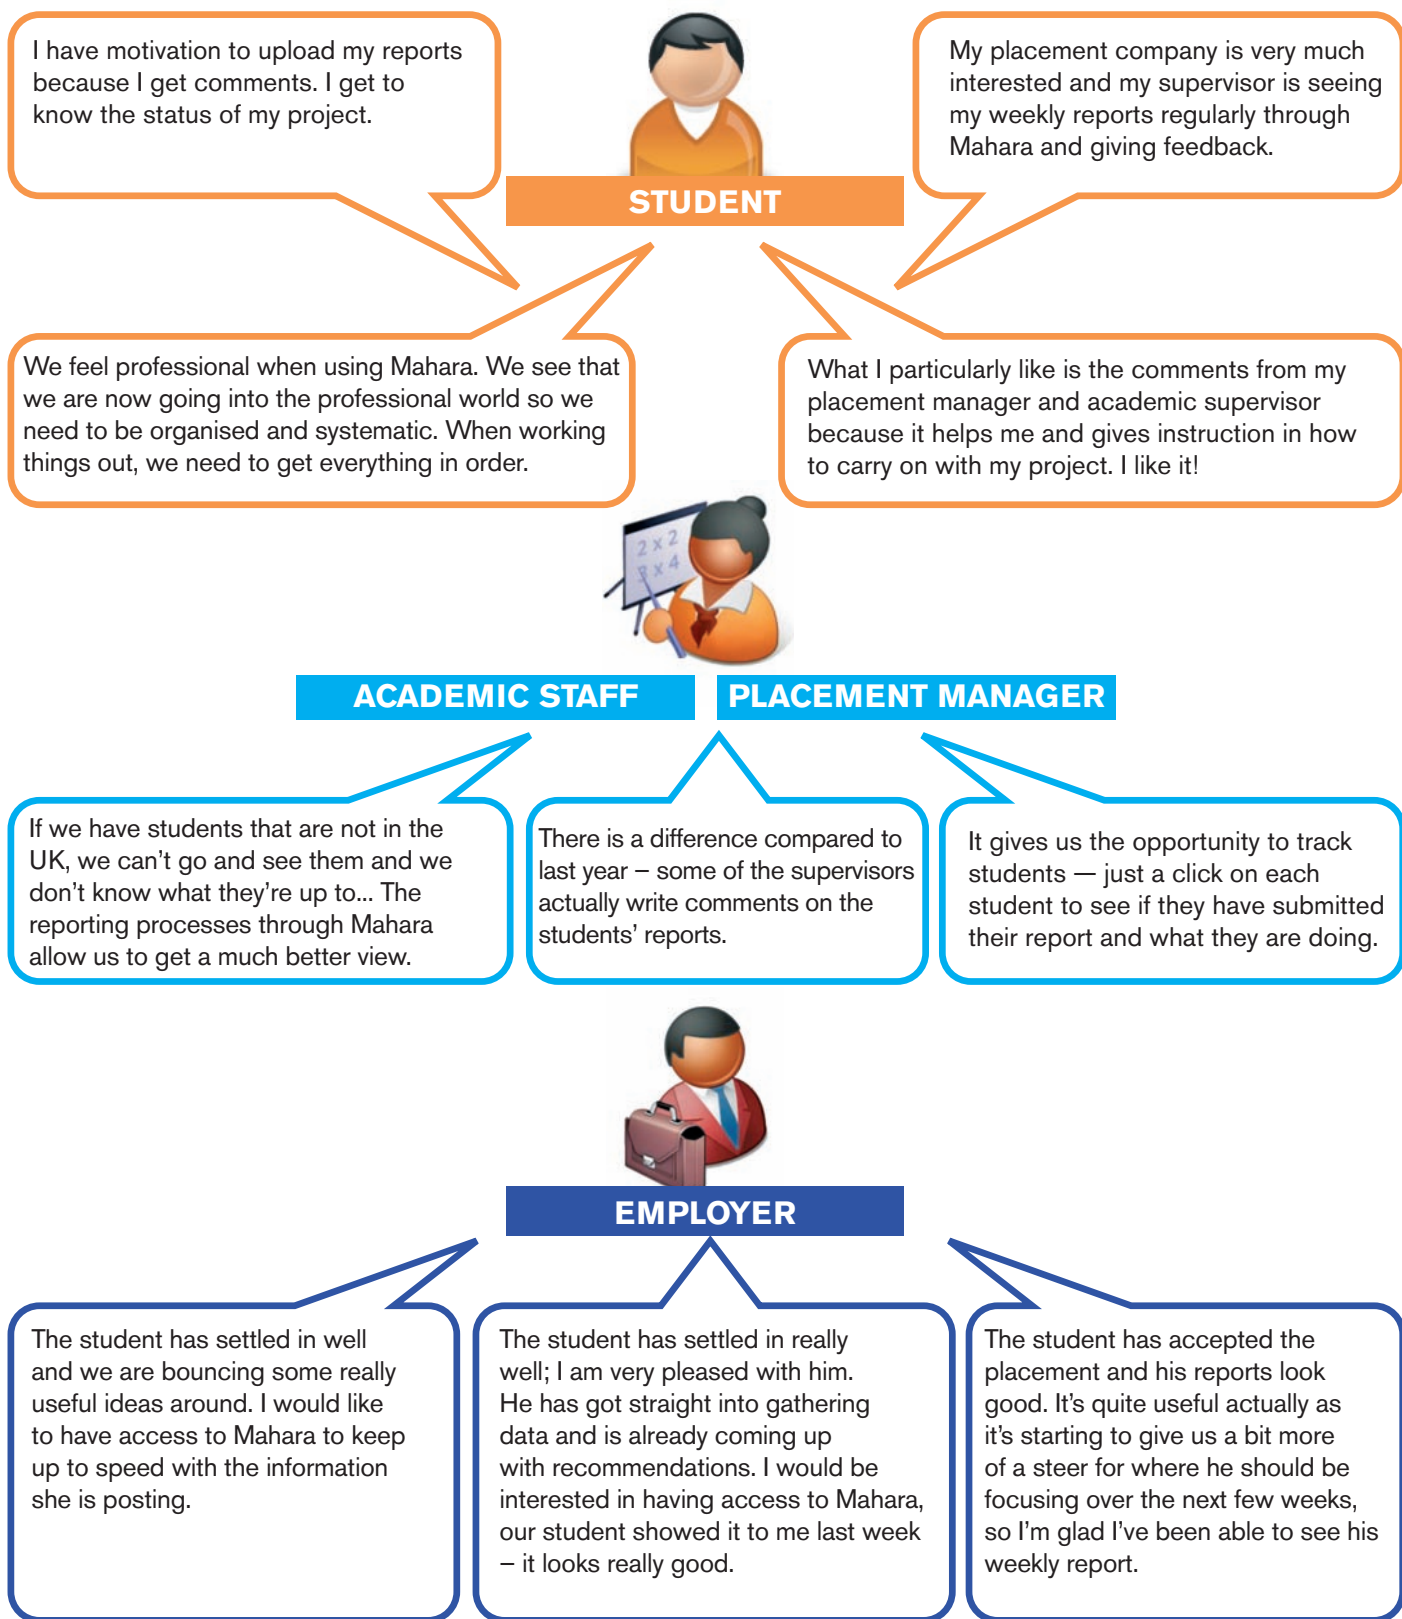 I have motivation to upload my reports
because I get comments. I get to
know the status of my project.
My placement company is very much
interested and my supervisor is seeing
my weekly reports regularly through
Mahara and giving feedback.
STUDENT
We feel professional when using Mahara. We see that
we are now going into the professional world so we
need to be organised and systematic. When working
things out, we need to get everything in order.
What I particularly like is the comments from my
placement manager and academic supervisor
because it helps me and gives instruction in how
to carry on with my project. I like it!
2 x 2
3 x 4
ACADEMIC STAFF
PLACEMENT MANAGER
If we have students that are not in the
UK, we can’t go and see them and we
don’t know what they’re up to... The
reporting processes through Mahara
allow us to get a much better view.
There is a difference compared to
last year – some of the supervisors
actually write comments on the
students’ reports.
It gives us the opportunity to track
students — just a click on each
student to see if they have submitted
their report and what they are doing.
EMPLOYER
The student has settled in well
and we are bouncing some really
useful ideas around. I would like
to have access to Mahara to keep
up to speed with the information
she is posting.
The student has settled in really
well; I am very pleased with him.
He has got straight into gathering
data and is already coming up
with recommendations. I would be
interested in having access to Mahara,
our student showed it to me last week
– it looks really good.
The student has accepted the
placement and his reports look
good. It’s quite useful actually as
it’s starting to give us a bit more
of a steer for where he should be
focusing over the next few weeks,
so I’m glad I’ve been able to see his
weekly report.